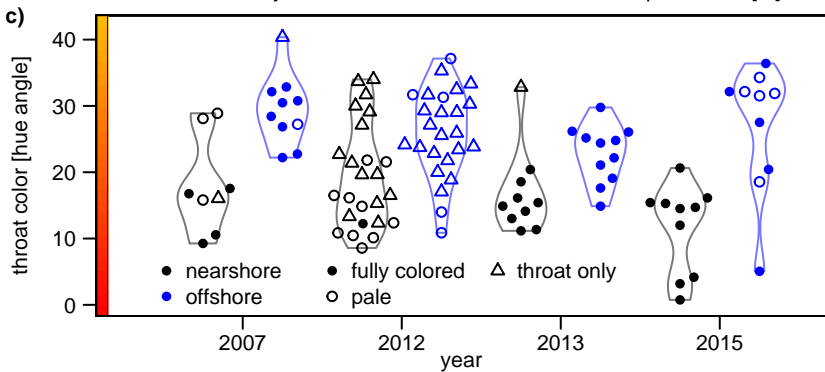 c)
40
30
20
10
0
throat color [hue angle]
nearshore
fully colored
throat only
offshore
pale
2007
2012
2013
2015
year